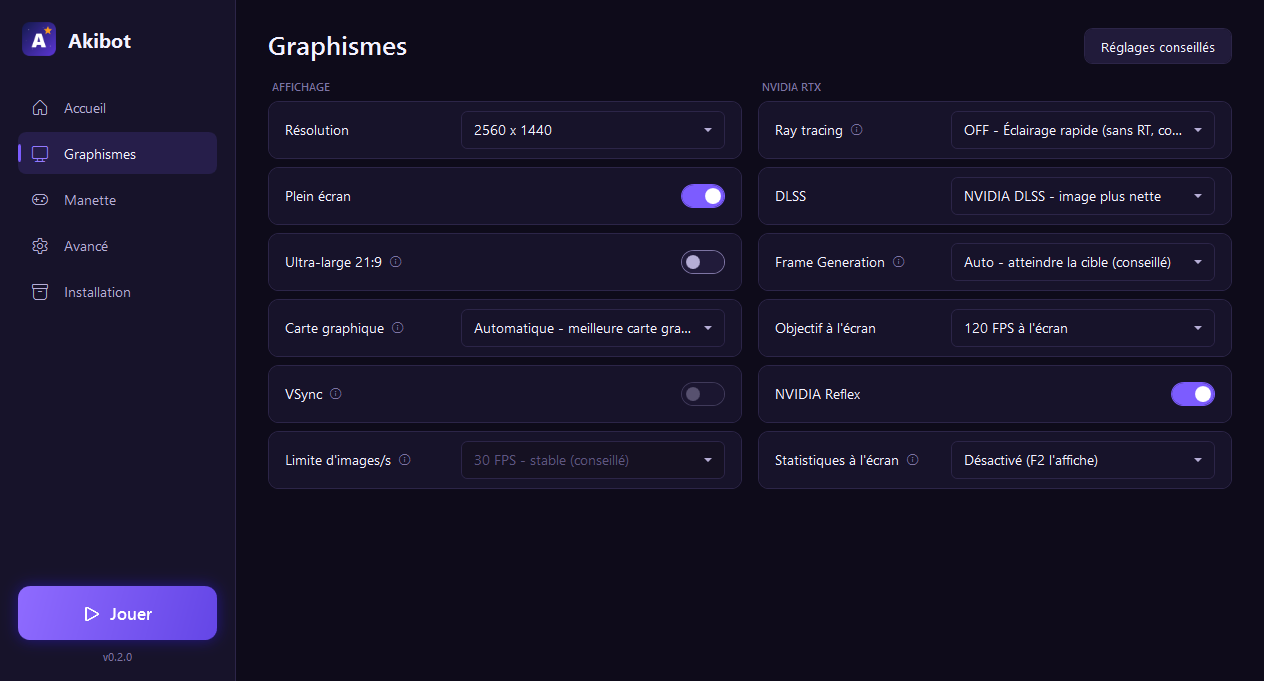 Akibot
Accueil
Graphismes
Manette
Avancé
Installation
Jouer
v0.2.0
Graphismes
Réglages conseillés
AFFICHAGE
Résolution
2560 x 1440
Plein écran
Ultra-large 21:9
Carte graphique
Automatique - meilleure carte gra...
VSync
Limite d'images/s
30 FPS - stable (conseillé)
NVIDIA RTX
Ray tracing
OFF - Éclairage rapide (sans RT, co...
DLSS
NVIDIA DLSS - image plus nette
Frame Generation
Auto - atteindre la cible (conseillé)
Objectif à l'écran
120 FPS à l'écran
NVIDIA Reflex
Statistiques à l'écran
Désactivé (F2 l'affiche)